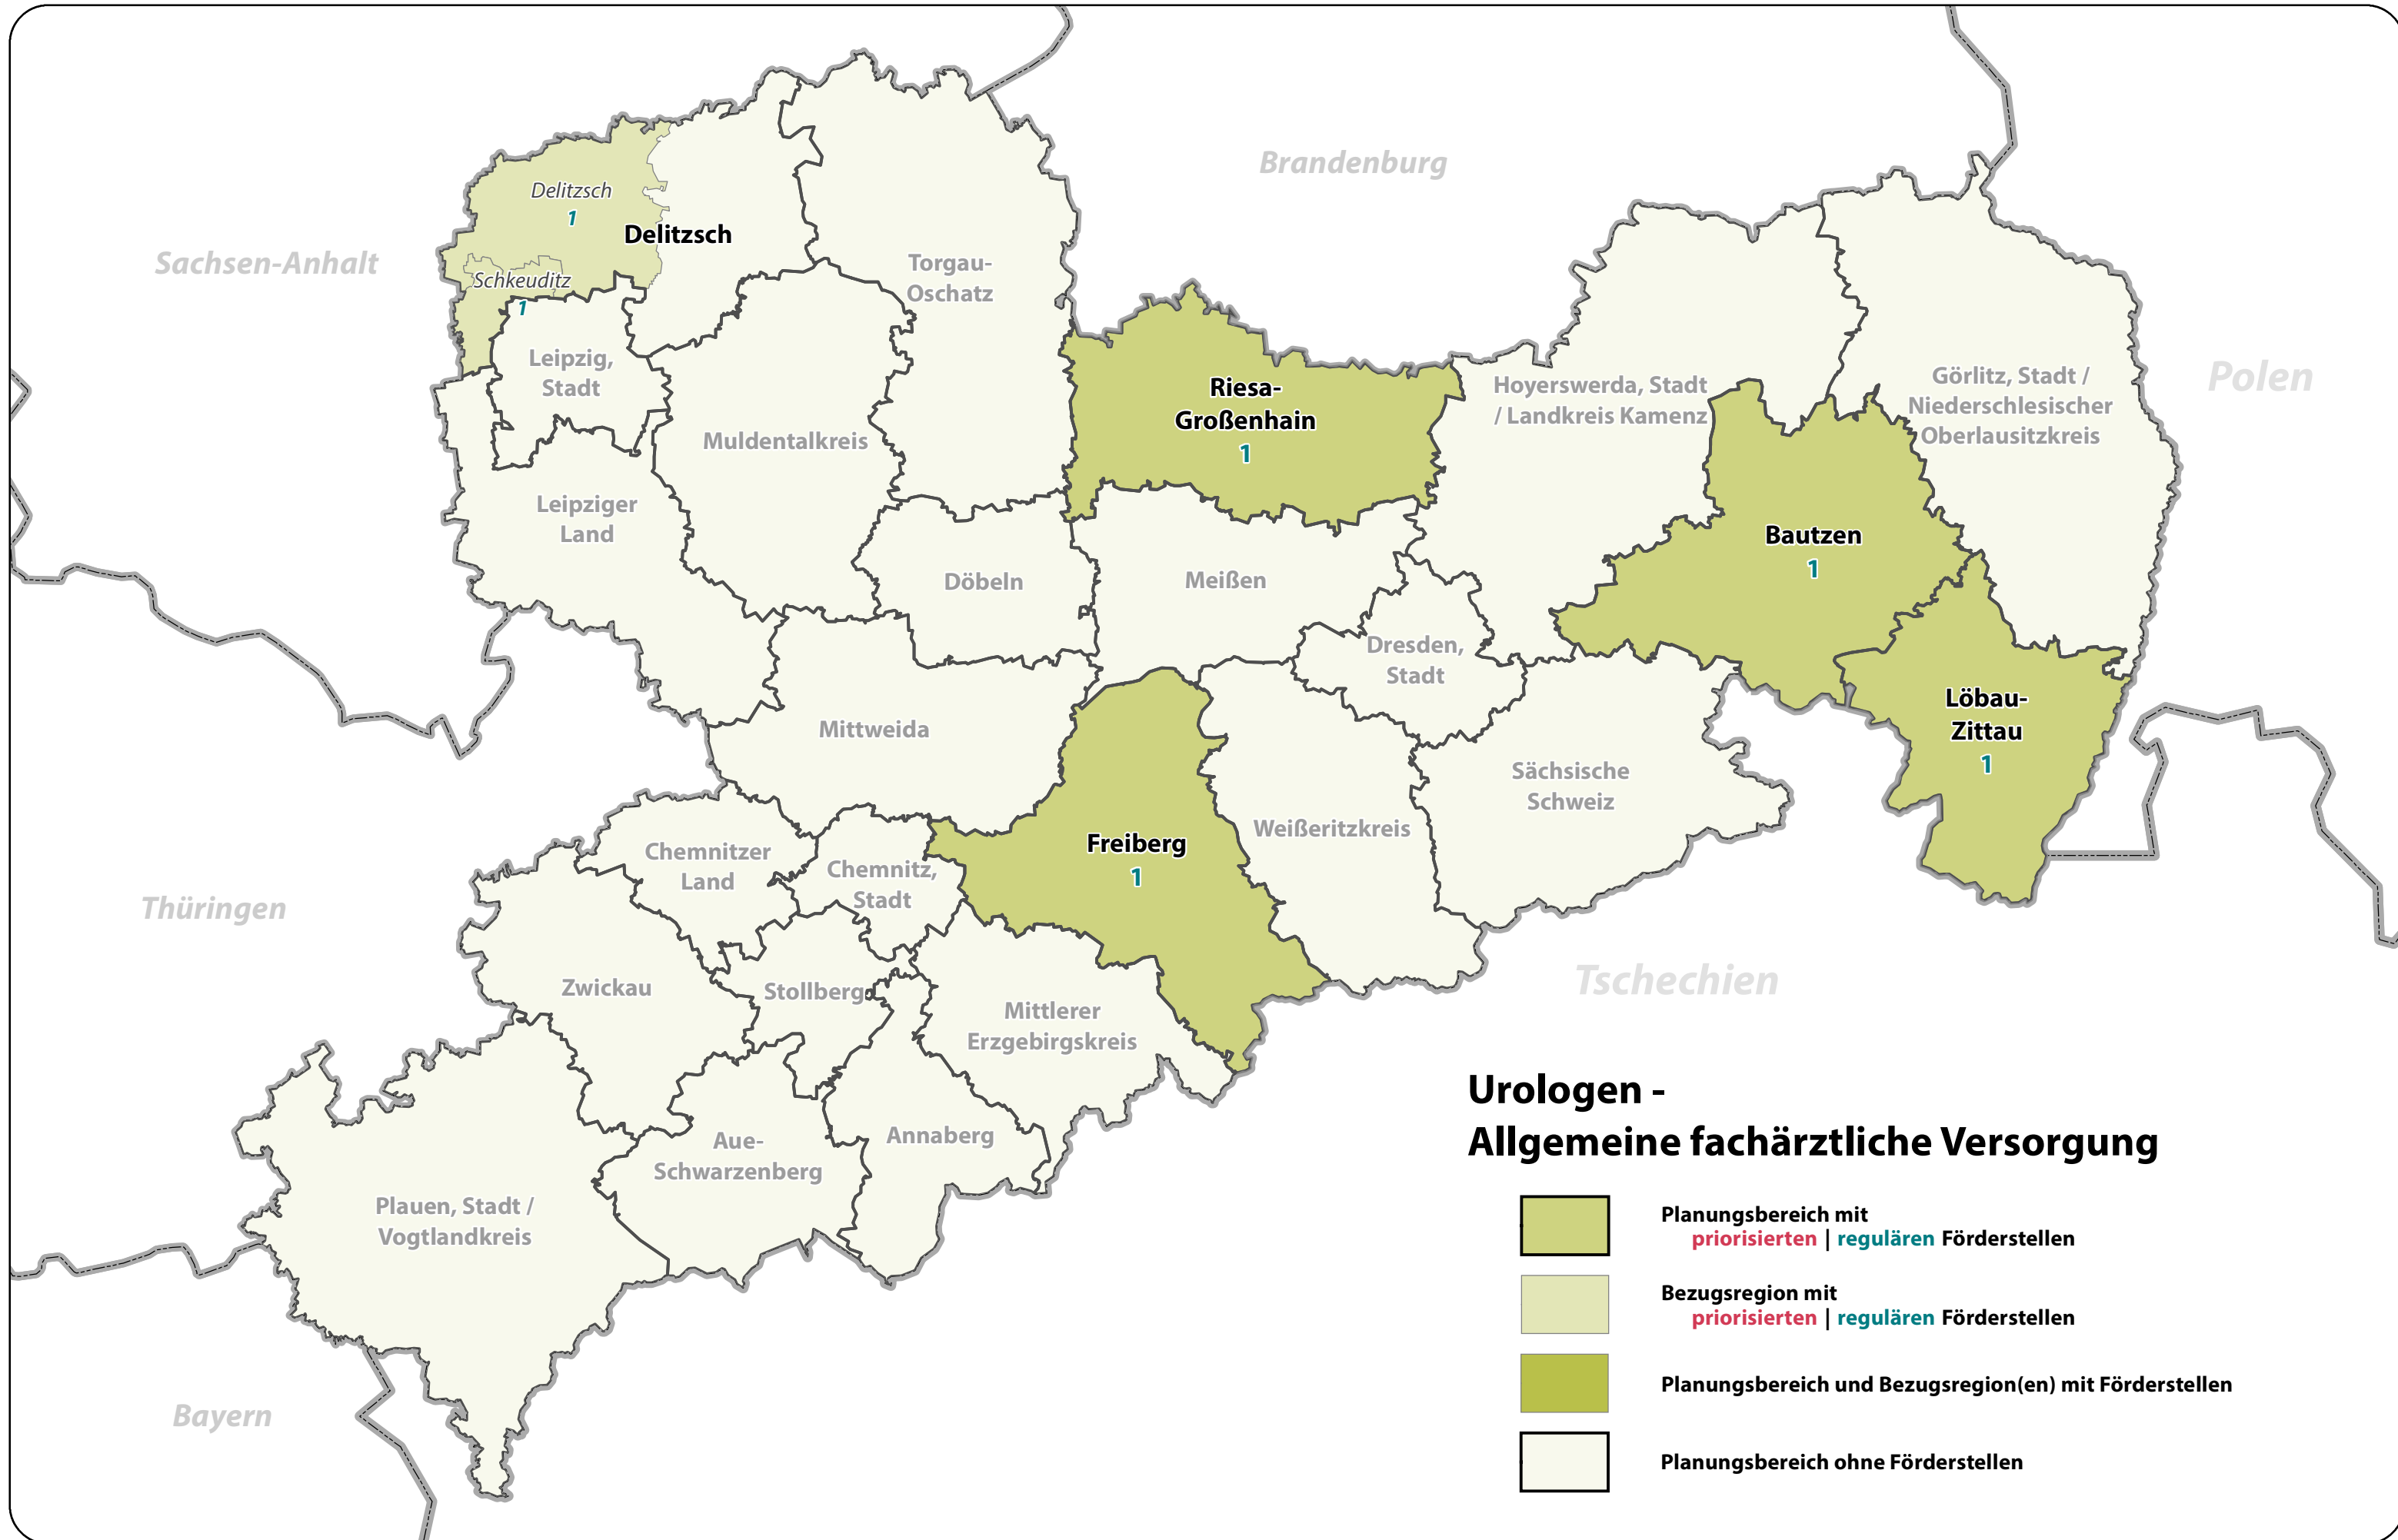 Brandenburg
Sachsen-Anhalt
Polen
Tschechien
Thüringen
Bayern
Delitzsch
1
Delitzsch
Schkeuditz
1
Torgau-
Oschatz
Leipzig,
Stadt
Muldentalkreis
Leipziger
Land
Riesa-
Großenhain
1
Hoyerswerda, Stadt
/ Landkreis Kamenz
Görlitz, Stadt /
Niederschlesischer
Oberlausitzkreis
Bautzen
1
Döbeln
Meißen
Dresden,
Stadt
Löbau-
Zittau
1
Mittweida
Sächsische
Schweiz
Weißeritzkreis
Freiberg
1
Chemnitzer
Land
Chemnitz,
Stadt
Zwickau
Stollberg
Mittlerer
Erzgebirgskreis
Aue-
Schwarzenberg
Annaberg
Plauen, Stadt /
Vogtlandkreis
Urologen -
Allgemeine fachärztliche Versorgung
Planungsbereich mit
priorisierten | regulären Förderstellen
Bezugsregion mit
priorisierten | regulären Förderstellen
Planungsbereich und Bezugsregion(en) mit Förderstellen
Planungsbereich ohne Förderstellen